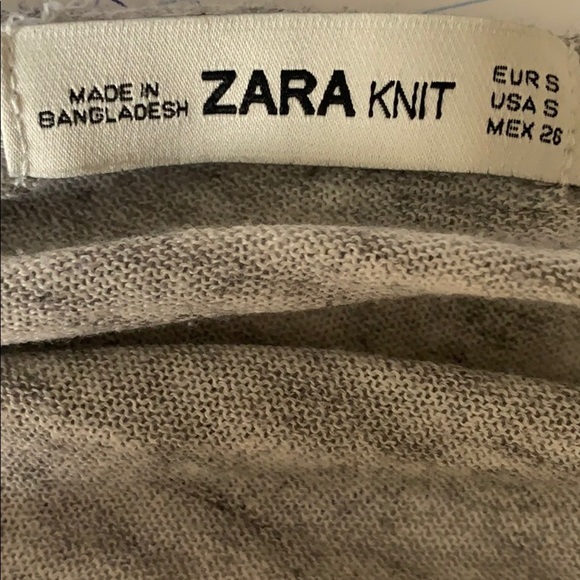 MADE IN
BANGLADESH
ZARA KNIT
EUR S
USA S
MEX 26